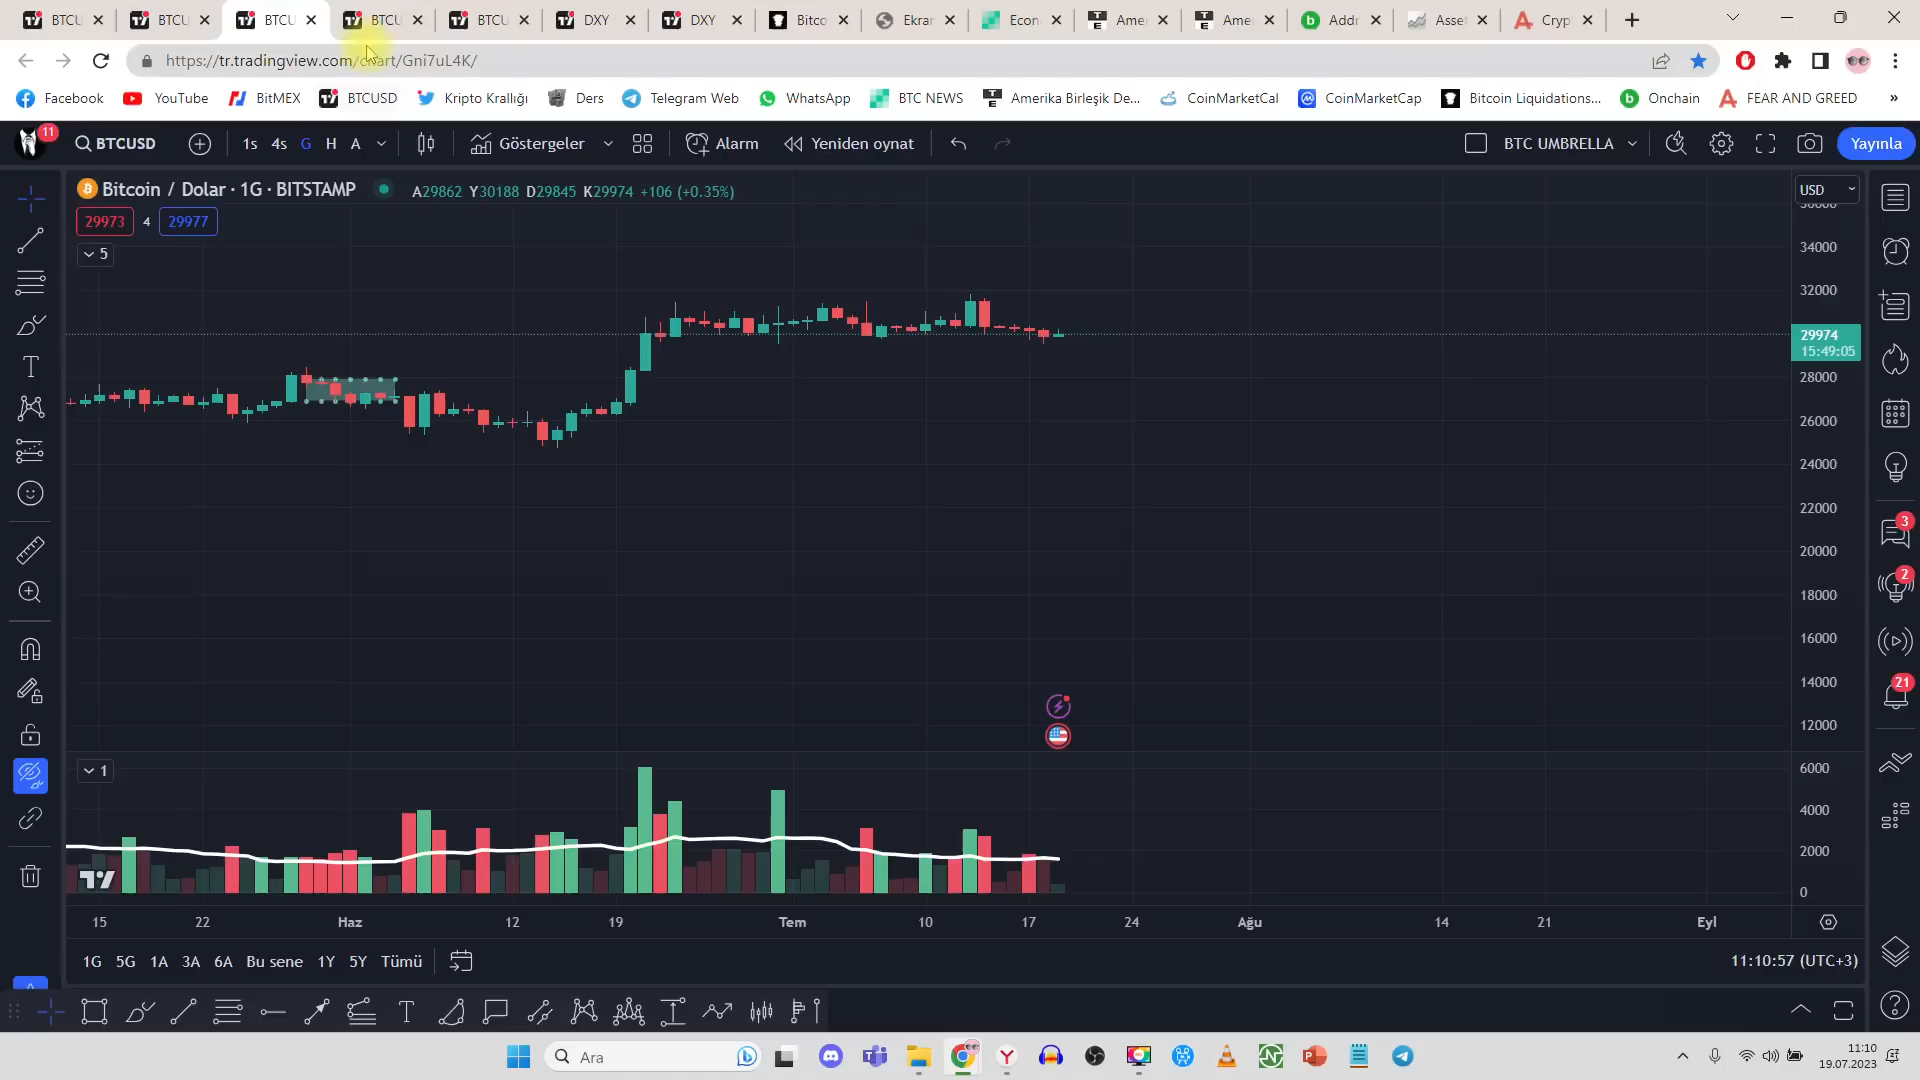 BTCU BTCU BTCU BTCU BTCU DXY DXY Bitco Ekrar Econ Amer Amer Addr Asset Crypt
https://tr.tradingview.com/chart/Gni7uL4K/
Facebook YouTube BitMEX BTCUSD Kripto Krallığı Ders Telegram Web WhatsApp BTC NEWS Amerika Birleşik De... CoinMarketCal CoinMarketCap Bitcoin Liquidations... Onchain FEAR AND GREED »
11 BTCUSD 1s 4s G H A Göstergeler Alarm Yeniden oynat BTC UMBRELLA Yayınla
Bitcoin / Dolar · 1G · BITSTAMP A29862 Y30188 D29845 K29974 +106 (+0.35%) USD
29973 4 29977
5
36000
34000
32000
29974
15:49:05
28000
26000
24000
22000
20000
18000
16000
14000
12000
3
2
21
1
6000
4000
2000
0
15 22 Haz 12 19 Tem 10 17 24 Ağu 14 21 Eyl
1G 5G 1A 3A 6A Bu sene 1Y 5Y Tümü 11:10:57 (UTC+3)
Ara
11:10
19.07.2023